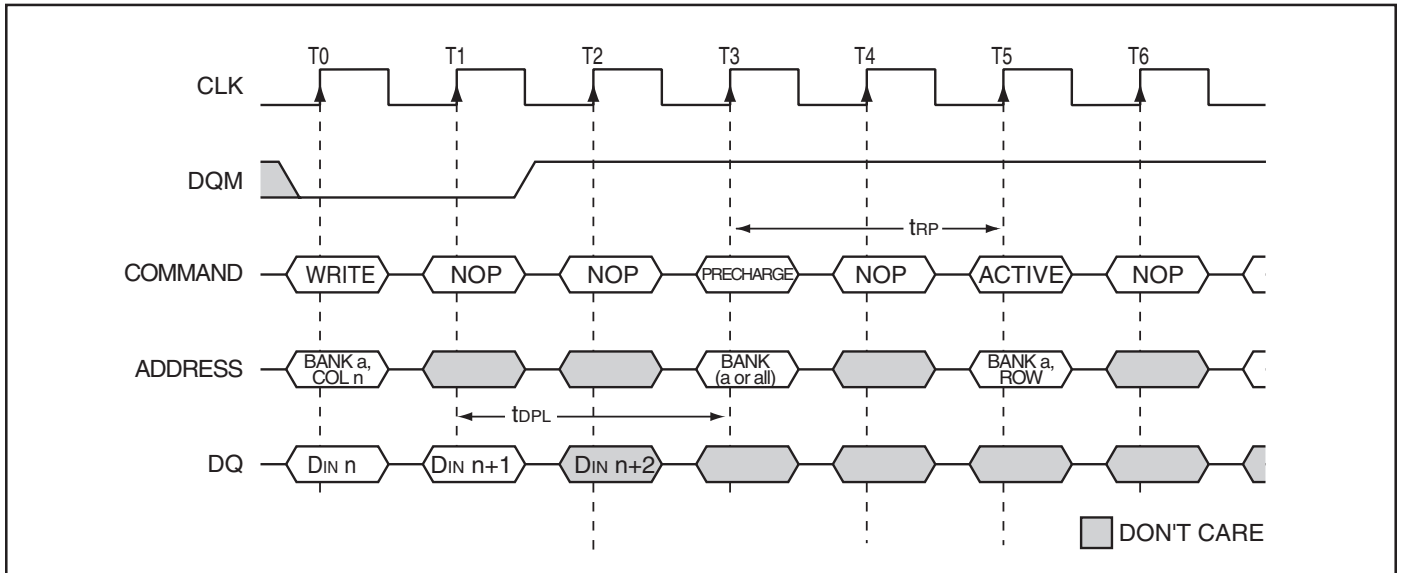 T0 T1 T2 T3 T4 T5 T6
CLK
DQM
tRP
COMMAND WRITE NOP NOP PRECHARGE NOP ACTIVE NOP
ADDRESS BANK a, COL n BANK (a or all) BANK a, ROW
tDPL
DQ DIN n DIN n+1 DIN n+2
DON'T CARE